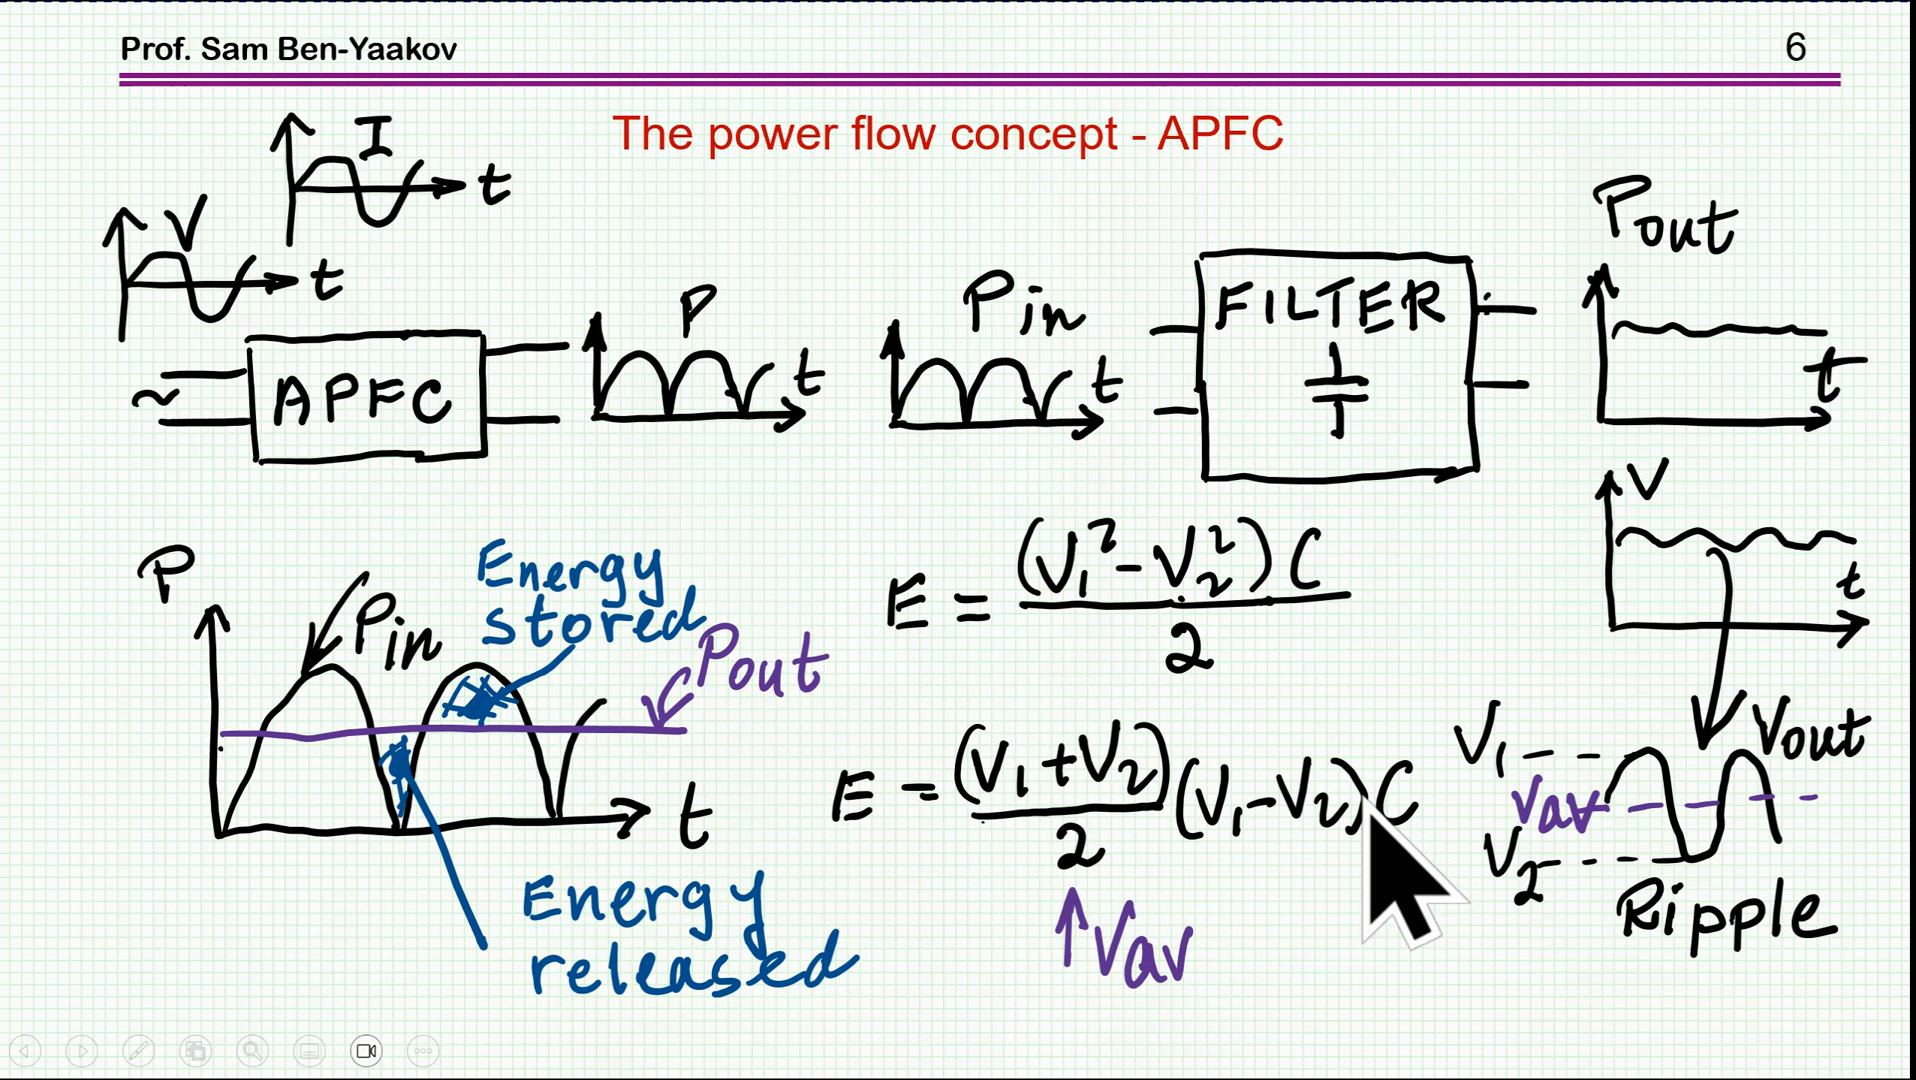 Prof. Sam Ben-Yaakov
6
The power flow concept - APFC
I
t
V
t
~
APFC
P
t
Pin
t
FILTER
Pout
t
V
t
P
Pin
Energy
stored
Pout
t
Energy
released
E = (V₁² - V₂²) C / 2
E = (V₁ + V₂) / 2 (V₁ - V₂) C
Vav
V₁
Vav
V₂
Vout
Ripple